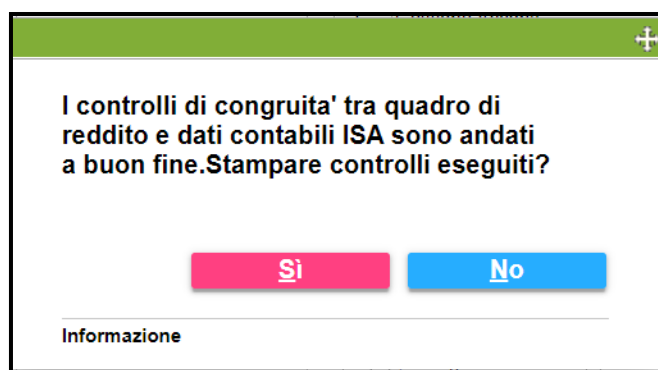 I controlli di congruita' tra quadro di
reddito e dati contabili ISA sono andati
a buon fine.Stampare controlli eseguiti?
Sì
No
Informazione